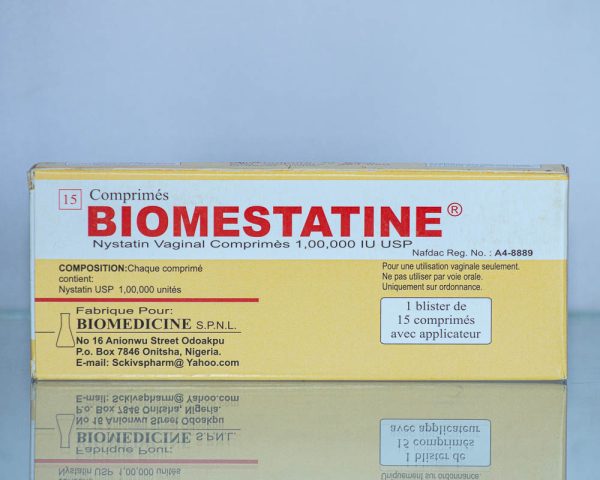 15 Comprimés
BIOMESTATINE®
Nystatin Vaginal Comprimès 1,00,000 IU USP
Nafdac Reg. No. : A4-8889
COMPOSITION:Chaque comprimé
contient:
Nystatin USP 1,00,000 unités
Pour une utilisation vaginale seulement.
Ne pas utiliser par voie orale.
Uniquement sur ordonnance.
1 blister de
15 comprimés
avec applicateur
Fabrique Pour:
BIOMEDICINE S.P.N.L.
No 16 Anionwu Street Odoakpu
P.o. Box 7846 Onitsha, Nigeria.
E-mail: Sckivspharm@ Yahoo.com